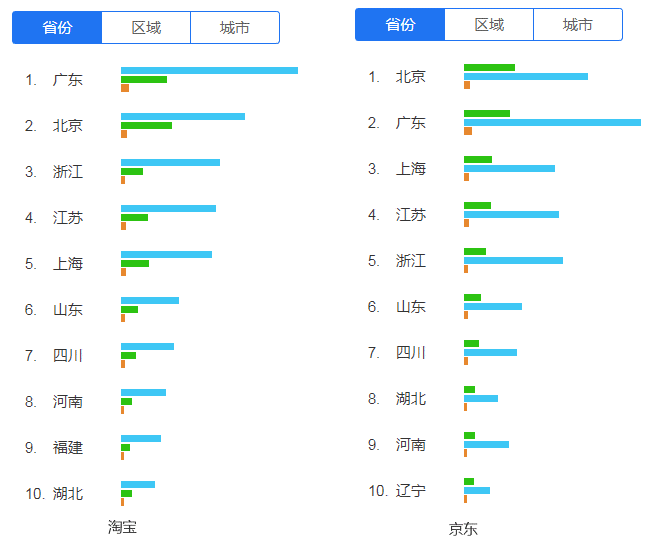 省份 区域 城市
1. 广东
2. 北京
3. 浙江
4. 江苏
5. 上海
6. 山东
7. 四川
8. 河南
9. 福建
10. 湖北
淘宝
省份 区域 城市
1. 北京
2. 广东
3. 上海
4. 江苏
5. 浙江
6. 山东
7. 四川
8. 湖北
9. 河南
10. 辽宁
京东